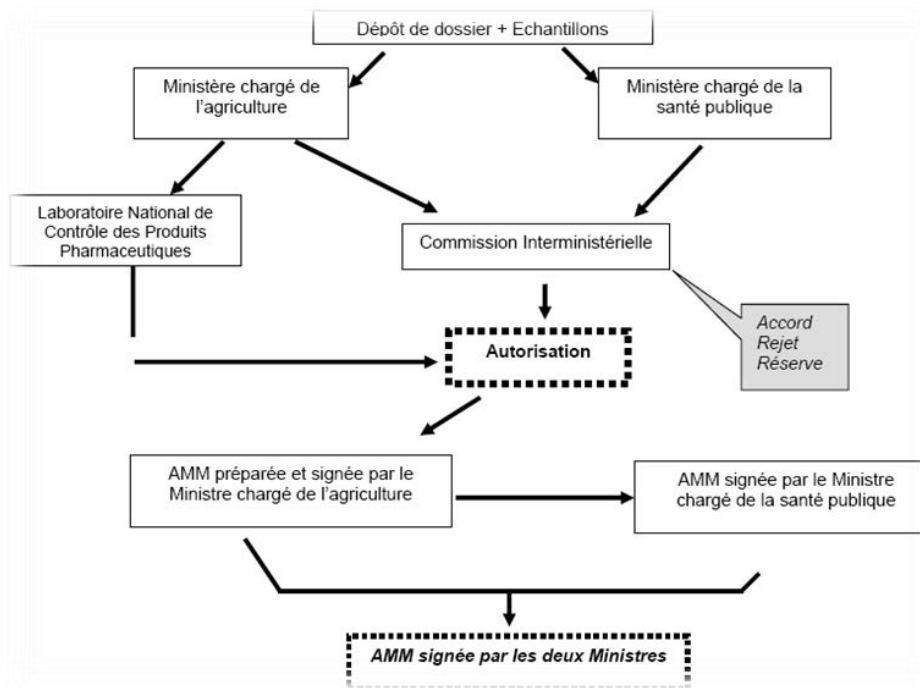 Dépôt de dossier + Echantillons
Ministère chargé de
l'agriculture
Ministère chargé de la
santé publique
Laboratoire National de
Contrôle des Produits
Pharmaceutiques
Commission Interministérielle
Accord
Rejet
Réserve
Autorisation
AMM préparée et signée par le
Ministre chargé de l'agriculture
AMM signée par le Ministre
chargé de la santé publique
AMM signée par les deux Ministres